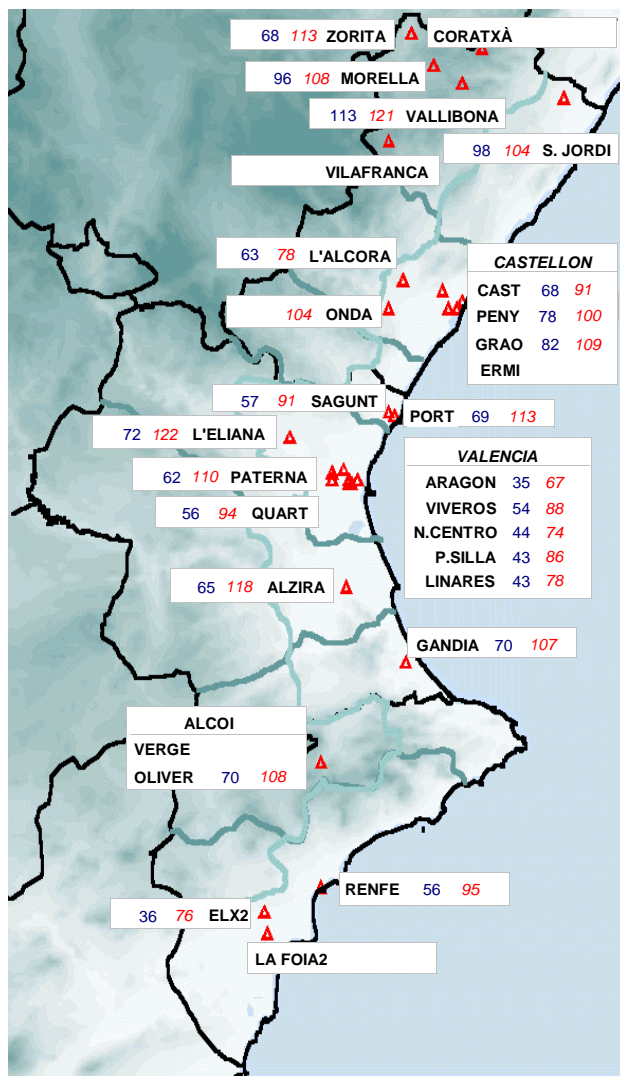 68 113 ZORITA
CORATXÀ
96 108 MORELLA
113 121 VALLIBONA
98 104 S. JORDI
VILAFRANCA
63 78 L'ALCORA
104 ONDA
CASTELLON
CAST 68 91
PENY 78 100
GRAO 82 109
ERMI
57 91 SAGUNT
PORT 69 113
72 122 L'ELIANA
62 110 PATERNA
56 94 QUART
VALENCIA
ARAGON 35 67
VIVEROS 54 88
N.CENTRO 44 74
P.SILLA 43 86
LINARES 43 78
65 118 ALZIRA
GANDIA 70 107
ALCOI
VERGE
OLIVER 70 108
RENFE 56 95
36 76 ELX2
LA FOIA2